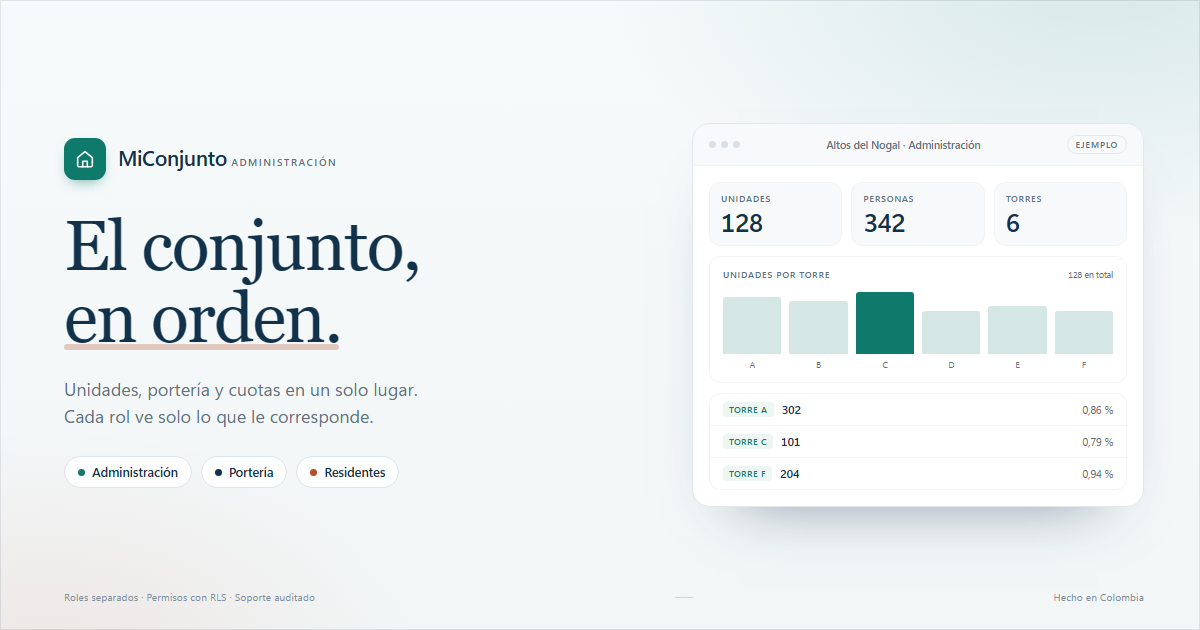 MiConjunto ADMINISTRACIÓN
El conjunto,
en orden.
Unidades, portería y cuotas en un solo lugar.
Cada rol ve solo lo que le corresponde.
Administración Portería Residentes
Altos del Nogal · Administración EJEMPLO
UNIDADES PERSONAS TORRES
128 342 6
UNIDADES POR TORRE 128 en total
A B C D E F
TORRE A 302 0,86 %
TORRE C 101 0,79 %
TORRE F 204 0,94 %
Roles separados · Permisos con RLS · Soporte auditado Hecho en Colombia